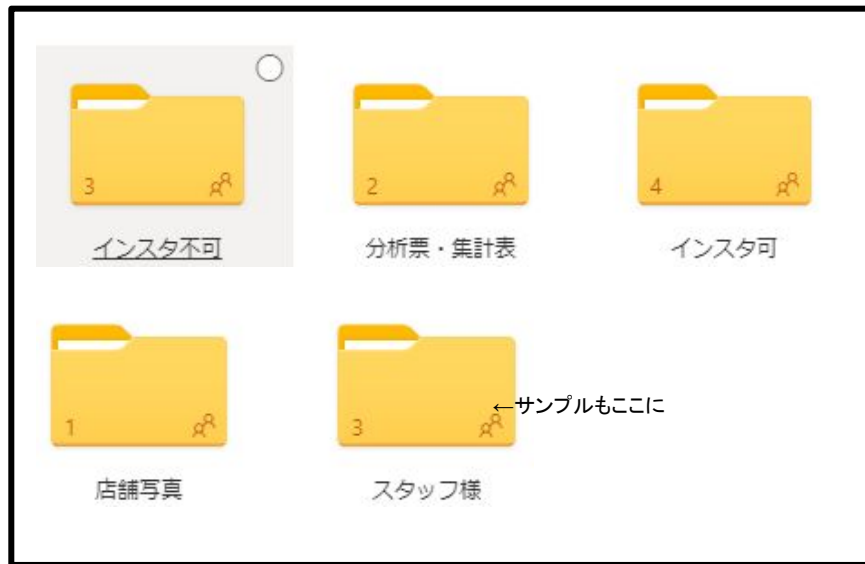 3
2
4
インスタ不可
分析票・集計表
インスタ可
1
3
←サンプルもここに
店舗写真
スタッフ様